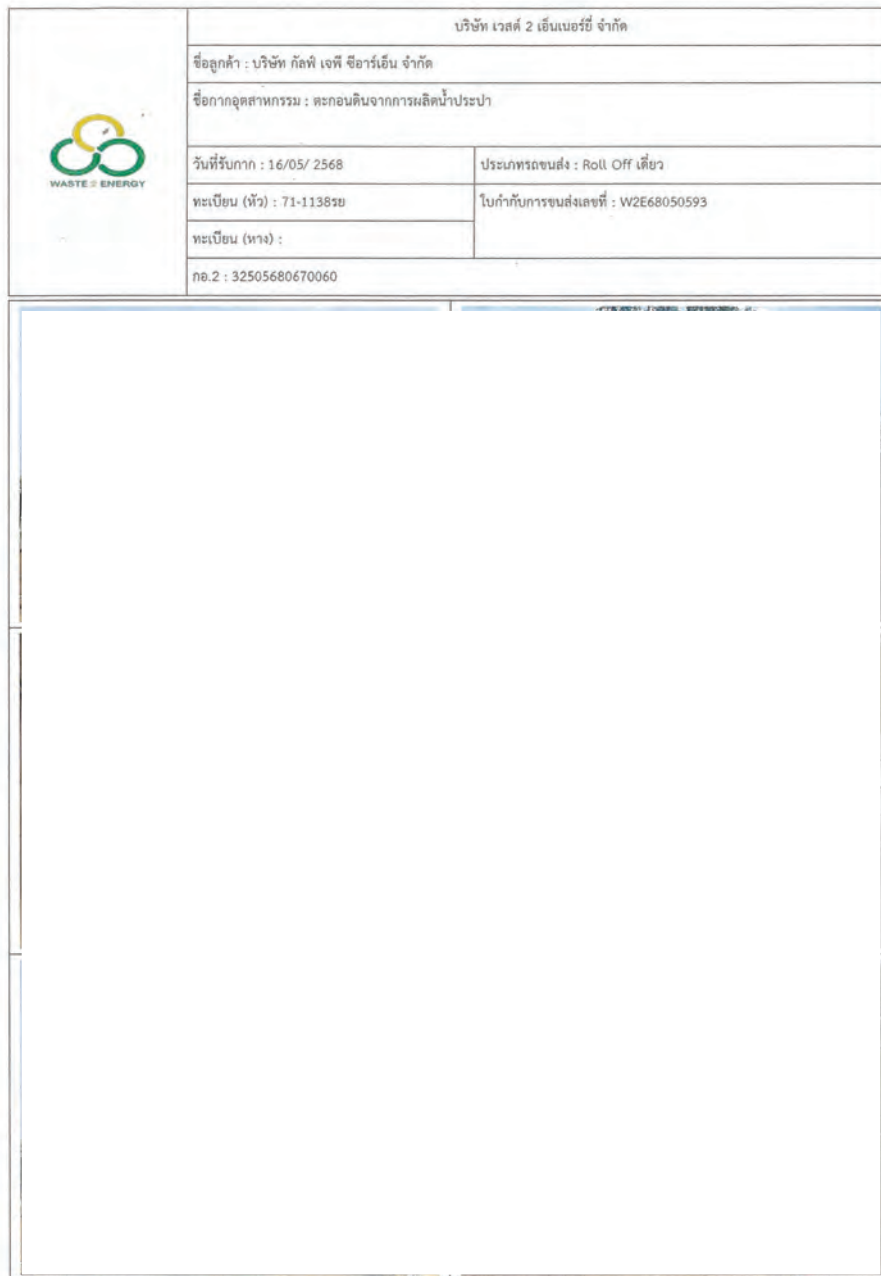 บริษัท เวสต์ 2 เอ็นเนอร์ยี่ จำกัด
ชื่อลูกค้า : บริษัท กัลฟ์ เจพี ซีอาร์เอ็น จำกัด
ชื่อกากอุตสาหกรรม : ตะกอนดินจากการผลิตน้ำประปา
WASTE 2 ENERGY
วันที่รับกาก : 16/05/ 2568
ประเภทรถขนส่ง : Roll Off เดี่ยว
ทะเบียน (หัว) : 71-1138รย
ใบกำกับการขนส่งเลขที่ : W2E68050593
ทะเบียน (หาง) :
กอ.2 : 32505680670060